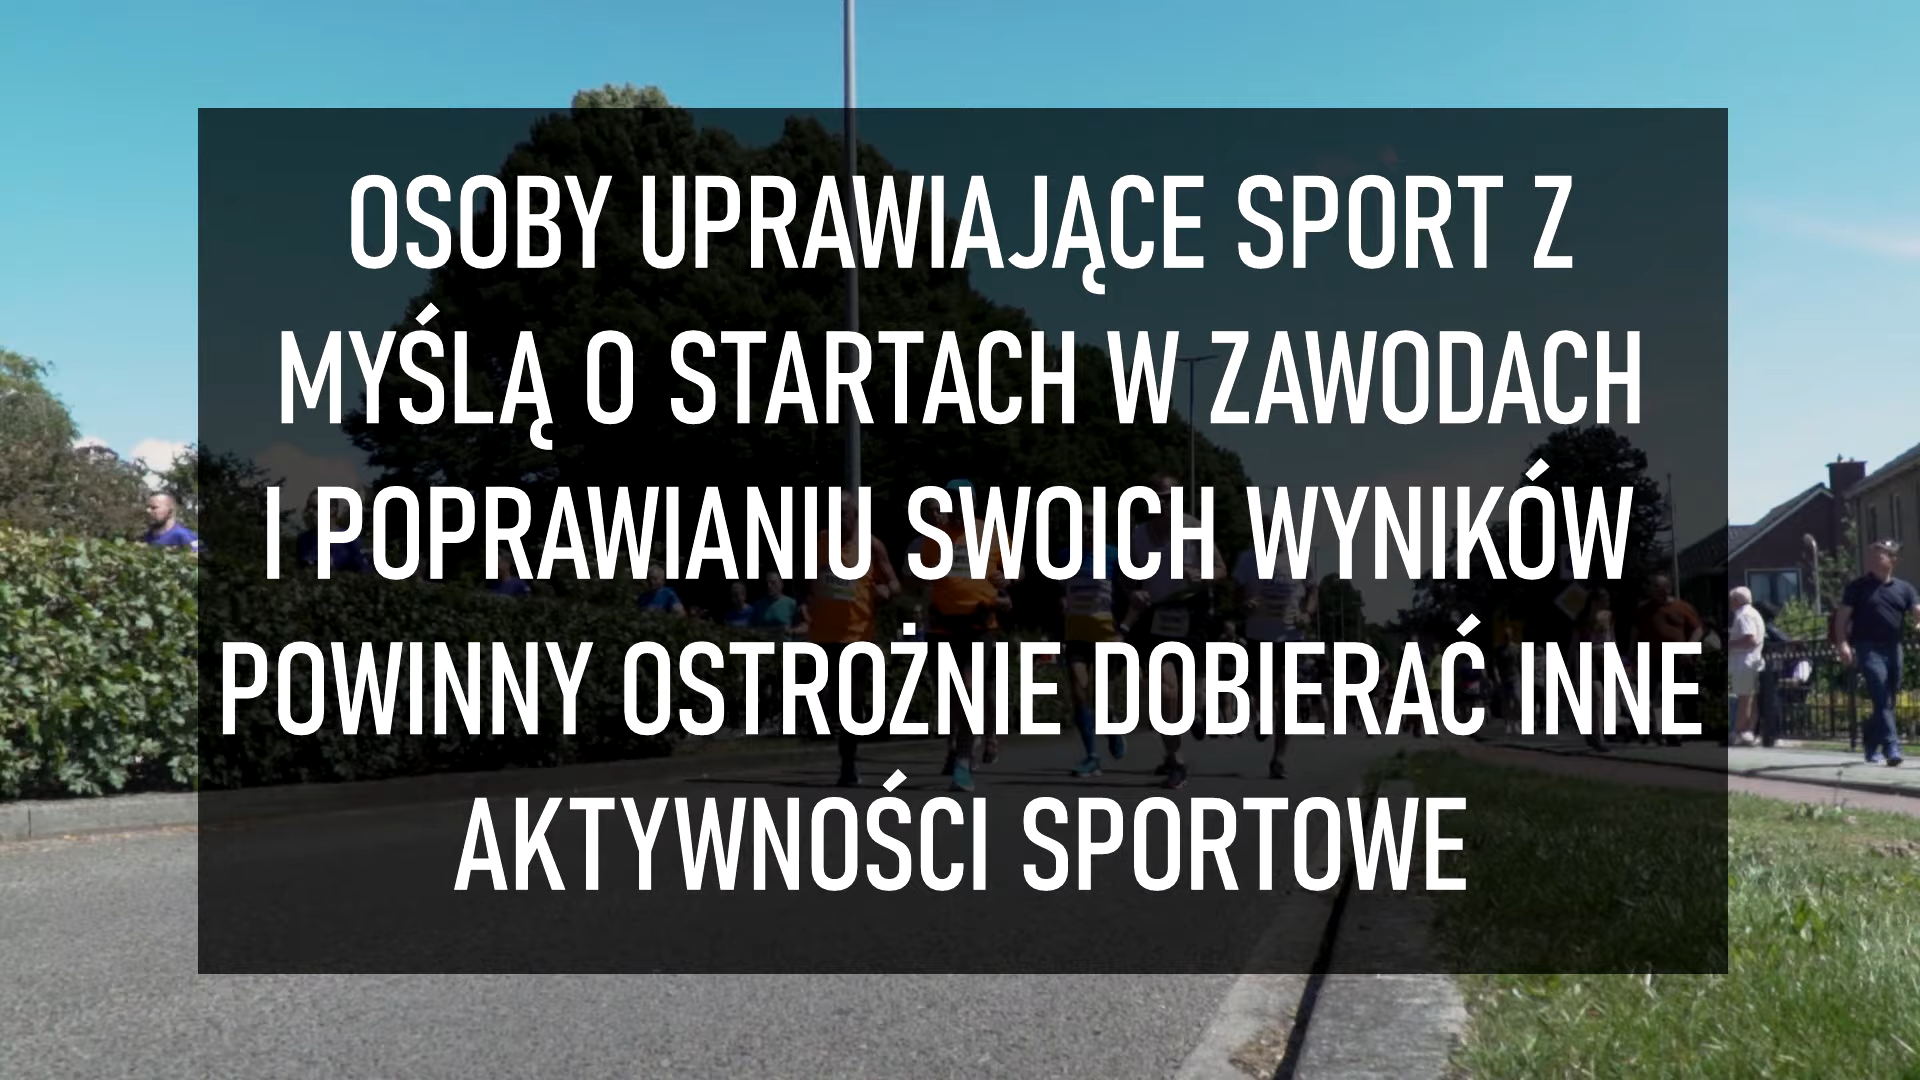 OSOBY UPRAWIAJĄCE SPORT Z
MYŚLĄ O STARTACH W ZAWODACH
I POPRAWIANIU SWOICH WYNIKÓW
POWINNY OSTROŻNIE DOBIERAĆ INNE
AKTYWNOŚCI SPORTOWE